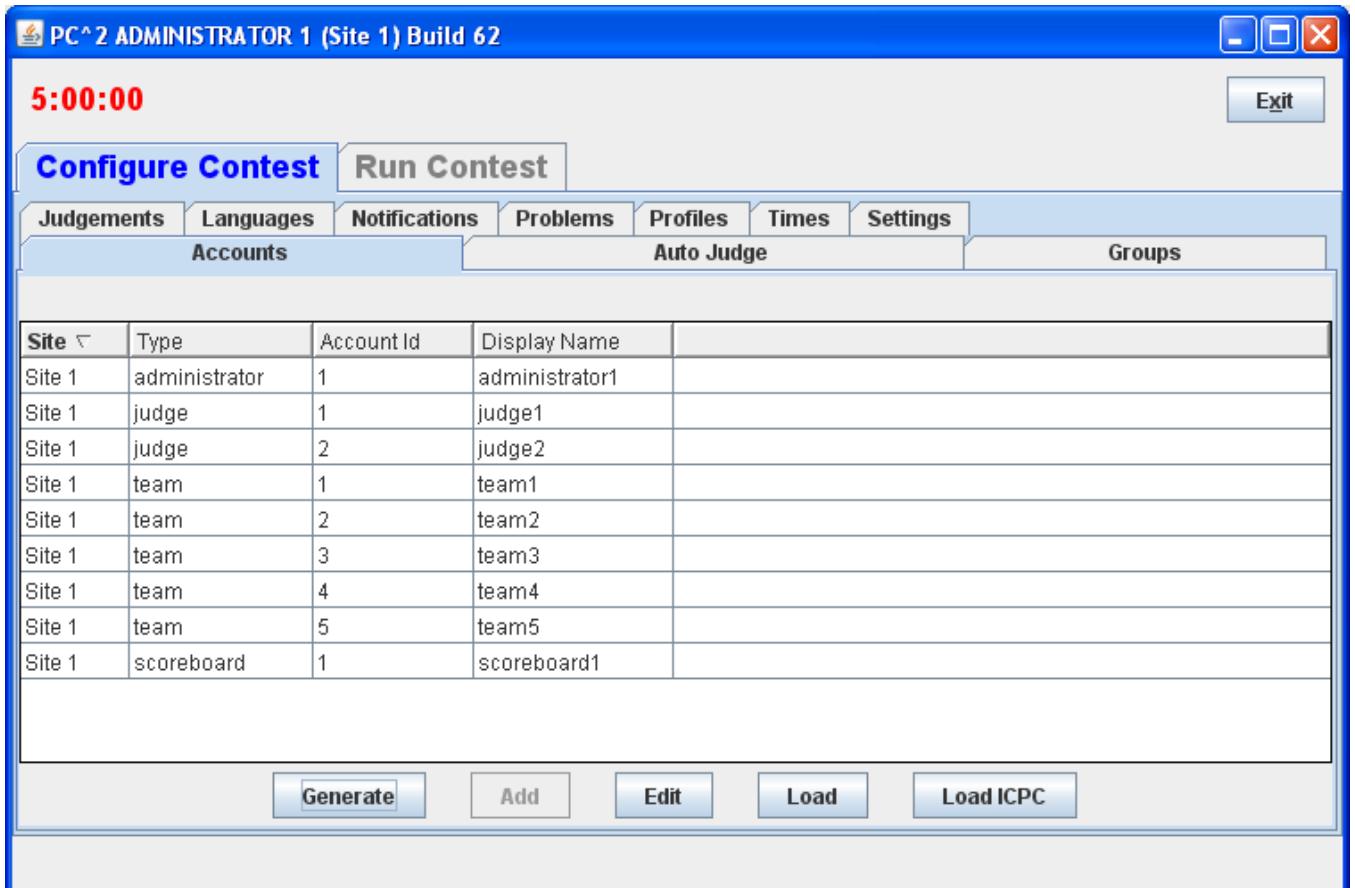 PC^2 ADMINISTRATOR 1 (Site 1) Build 62
5:00:00 Exit
Configure Contest Run Contest
Judgements Languages Notifications Problems Profiles Times Settings
Accounts Auto Judge Groups
Site Type Account Id Display Name
Site 1 administrator 1 administrator1
Site 1 judge 1 judge1
Site 1 judge 2 judge2
Site 1 team 1 team1
Site 1 team 2 team2
Site 1 team 3 team3
Site 1 team 4 team4
Site 1 team 5 team5
Site 1 scoreboard 1 scoreboard1
Generate Add Edit Load Load ICPC